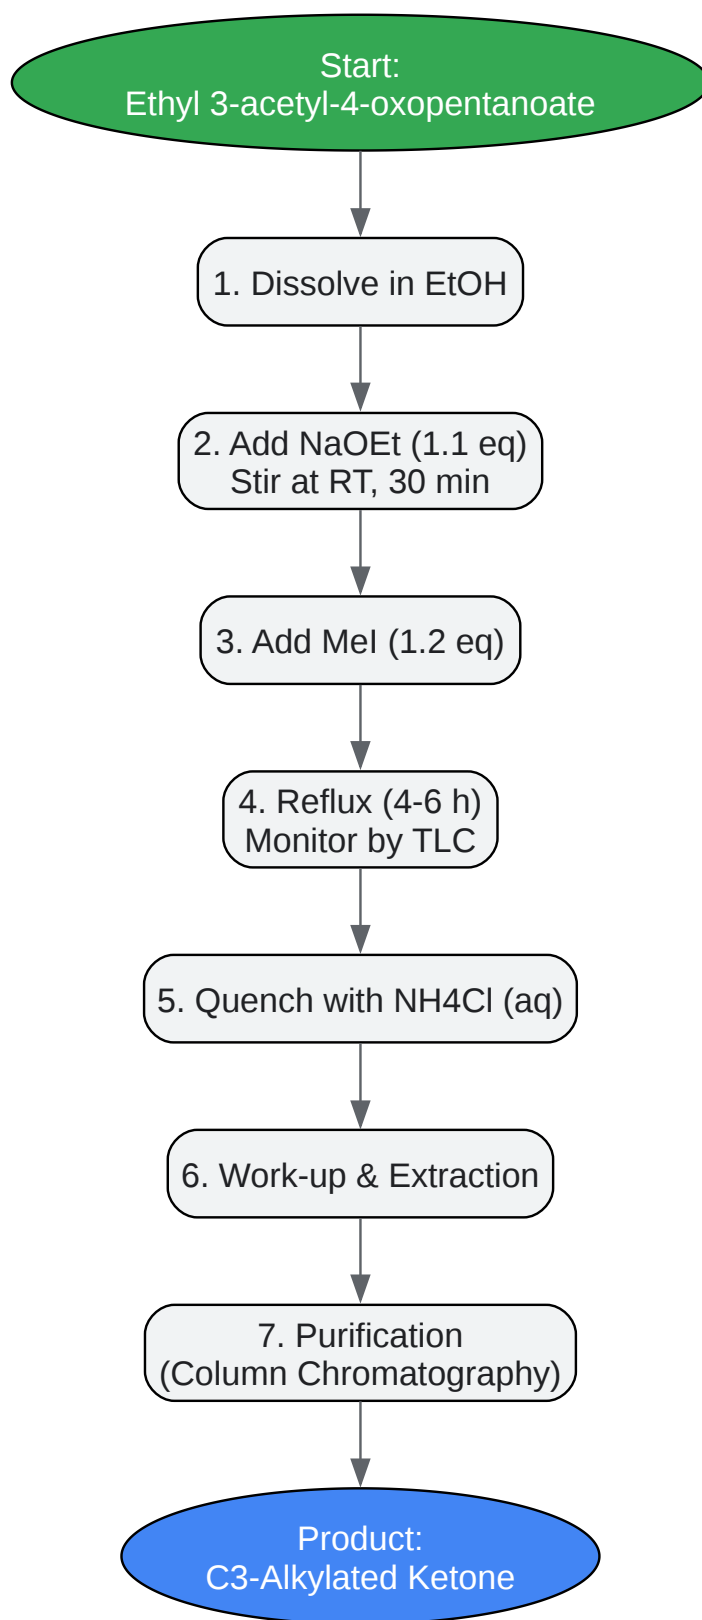 Start:
Ethyl 3-acetyl-4-oxopentanoate
1. Dissolve in EtOH
2. Add NaOEt (1.1 eq)
Stir at RT, 30 min
3. Add MeI (1.2 eq)
4. Reflux (4-6 h)
Monitor by TLC
5. Quench with NH4Cl (aq)
6. Work-up & Extraction
7. Purification
(Column Chromatography)
Product:
C3-Alkylated Ketone